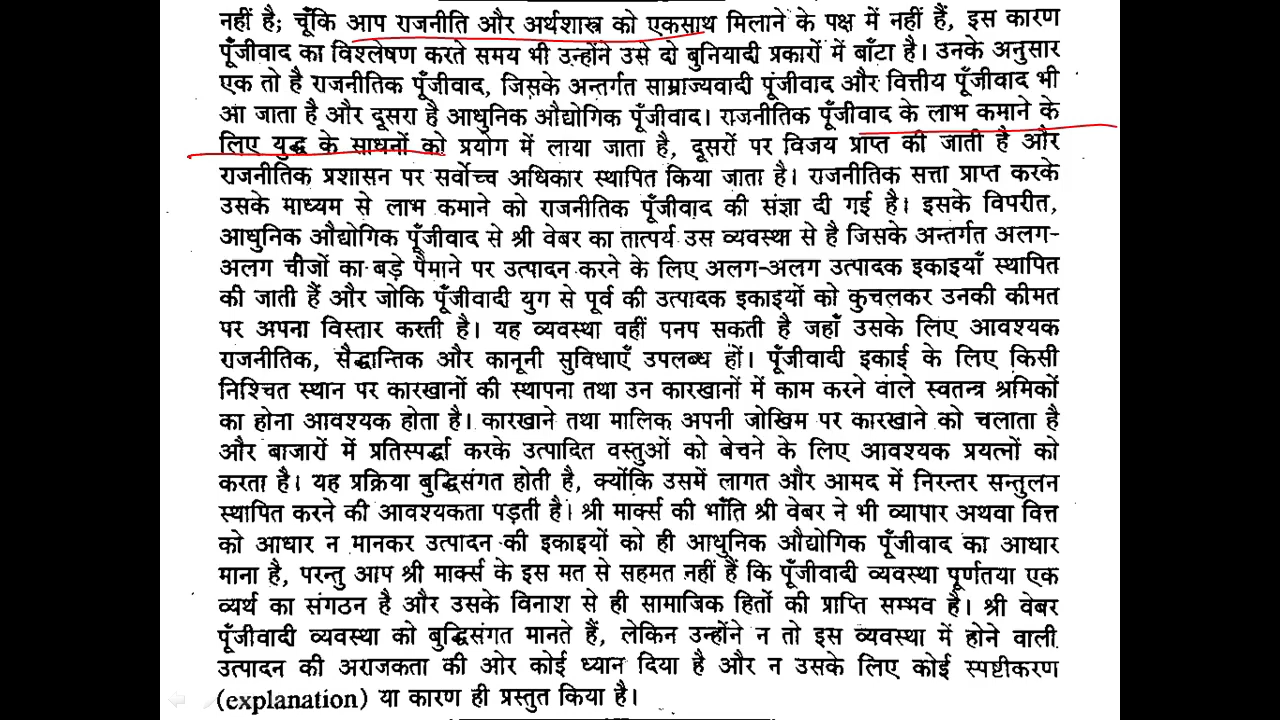 नहीं है; चूँकि आप राजनीति और अर्थशास्त्र को एकसाथ मिलाने के पक्ष में नहीं हैं, इस कारण
पूँजीवाद का विश्लेषण करते समय भी उन्होंने उसे दो बुनियादी प्रकारों में बाँटा है। उनके अनुसार
एक तो है राजनीतिक पूँजीवाद, जिसके अन्तर्गत साम्राज्यवादी पूंजीवाद और वित्तीय पूँजीवाद भी
आ जाता है और दूसरा है आधुनिक औद्योगिक पूँजीवाद। राजनीतिक पूँजीवाद के लाभ कमाने के
लिए युद्ध के साधनों को प्रयोग में लाया जाता है, दूसरों पर विजय प्राप्त की जाती है और
राजनीतिक प्रशासन पर सर्वोच्च अधिकार स्थापित किया जाता है। राजनीतिक सत्ता प्राप्त करके
उसके माध्यम से लाभ कमाने को राजनीतिक पूँजीवाद की संज्ञा दी गई है। इसके विपरीत,
आधुनिक औद्योगिक पूँजीवाद से श्री वेबर का तात्पर्य उस व्यवस्था से है जिसके अन्तर्गत अलग-
अलग चीजों का बड़े पैमाने पर उत्पादन करने के लिए अलग-अलग उत्पादक इकाइयाँ स्थापित
की जाती हैं और जोकि पूँजीवादी युग से पूर्व की उत्पादक इकाइयों को कुचलकर उनकी कीमत
पर अपना विस्तार करती है। यह व्यवस्था वहीं पनप सकती है जहाँ उसके लिए आवश्यक
राजनीतिक, सैद्धान्तिक और कानूनी सुविधाएँ उपलब्ध हों। पूँजीवादी इकाई के लिए किसी
निश्चित स्थान पर कारखानों की स्थापना तथा उन कारखानों में काम करने वाले स्वतन्त्र श्रमिकों
का होना आवश्यक होता है। कारखाने तथा मालिक अपनी जोखिम पर कारखाने को चलाता है
और बाजारों में प्रतिस्पर्द्धा करके उत्पादित वस्तुओं को बेचने के लिए आवश्यक प्रयत्नों को
करता है। यह प्रक्रिया बुद्धिसंगत होती है, क्योंकि उसमें लागत और आमद में निरन्तर सन्तुलन
स्थापित करने की आवश्यकता पड़ती है। श्री मार्क्स की भाँति श्री वेबर ने भी व्यापार अथवा वित्त
को आधार न मानकर उत्पादन की इकाइयों को ही आधुनिक औद्योगिक पूँजीवाद का आधार
माना है, परन्तु आप श्री मार्क्स के इस मत से सहमत नहीं हैं कि पूँजीवादी व्यवस्था पूर्णतया एक
व्यर्थ का संगठन है और उसके विनाश से ही सामाजिक हितों की प्राप्ति सम्भव है। श्री वेबर
पूँजीवादी व्यवस्था को बुद्धिसंगत मानते हैं, लेकिन उन्होंने न तो इस व्यवस्था में होने वाली
उत्पादन की अराजकता की ओर कोई ध्यान दिया है और न उसके लिए कोई स्पष्टीकरण
(explanation) या कारण ही प्रस्तुत किया है।